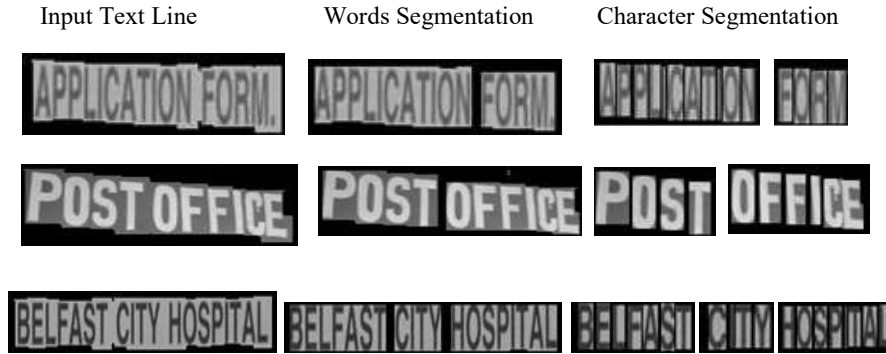 Input Text Line Words Segmentation Character Segmentation
APPLICATION FORM. APPLICATION FORM. APPLICATION FORM
POST OFFICE POST OFFICE POST OFFICE
BELFAST CITY HOSPITAL BELFAST CITY HOSPITAL BELFAST CITY HOSPITAL